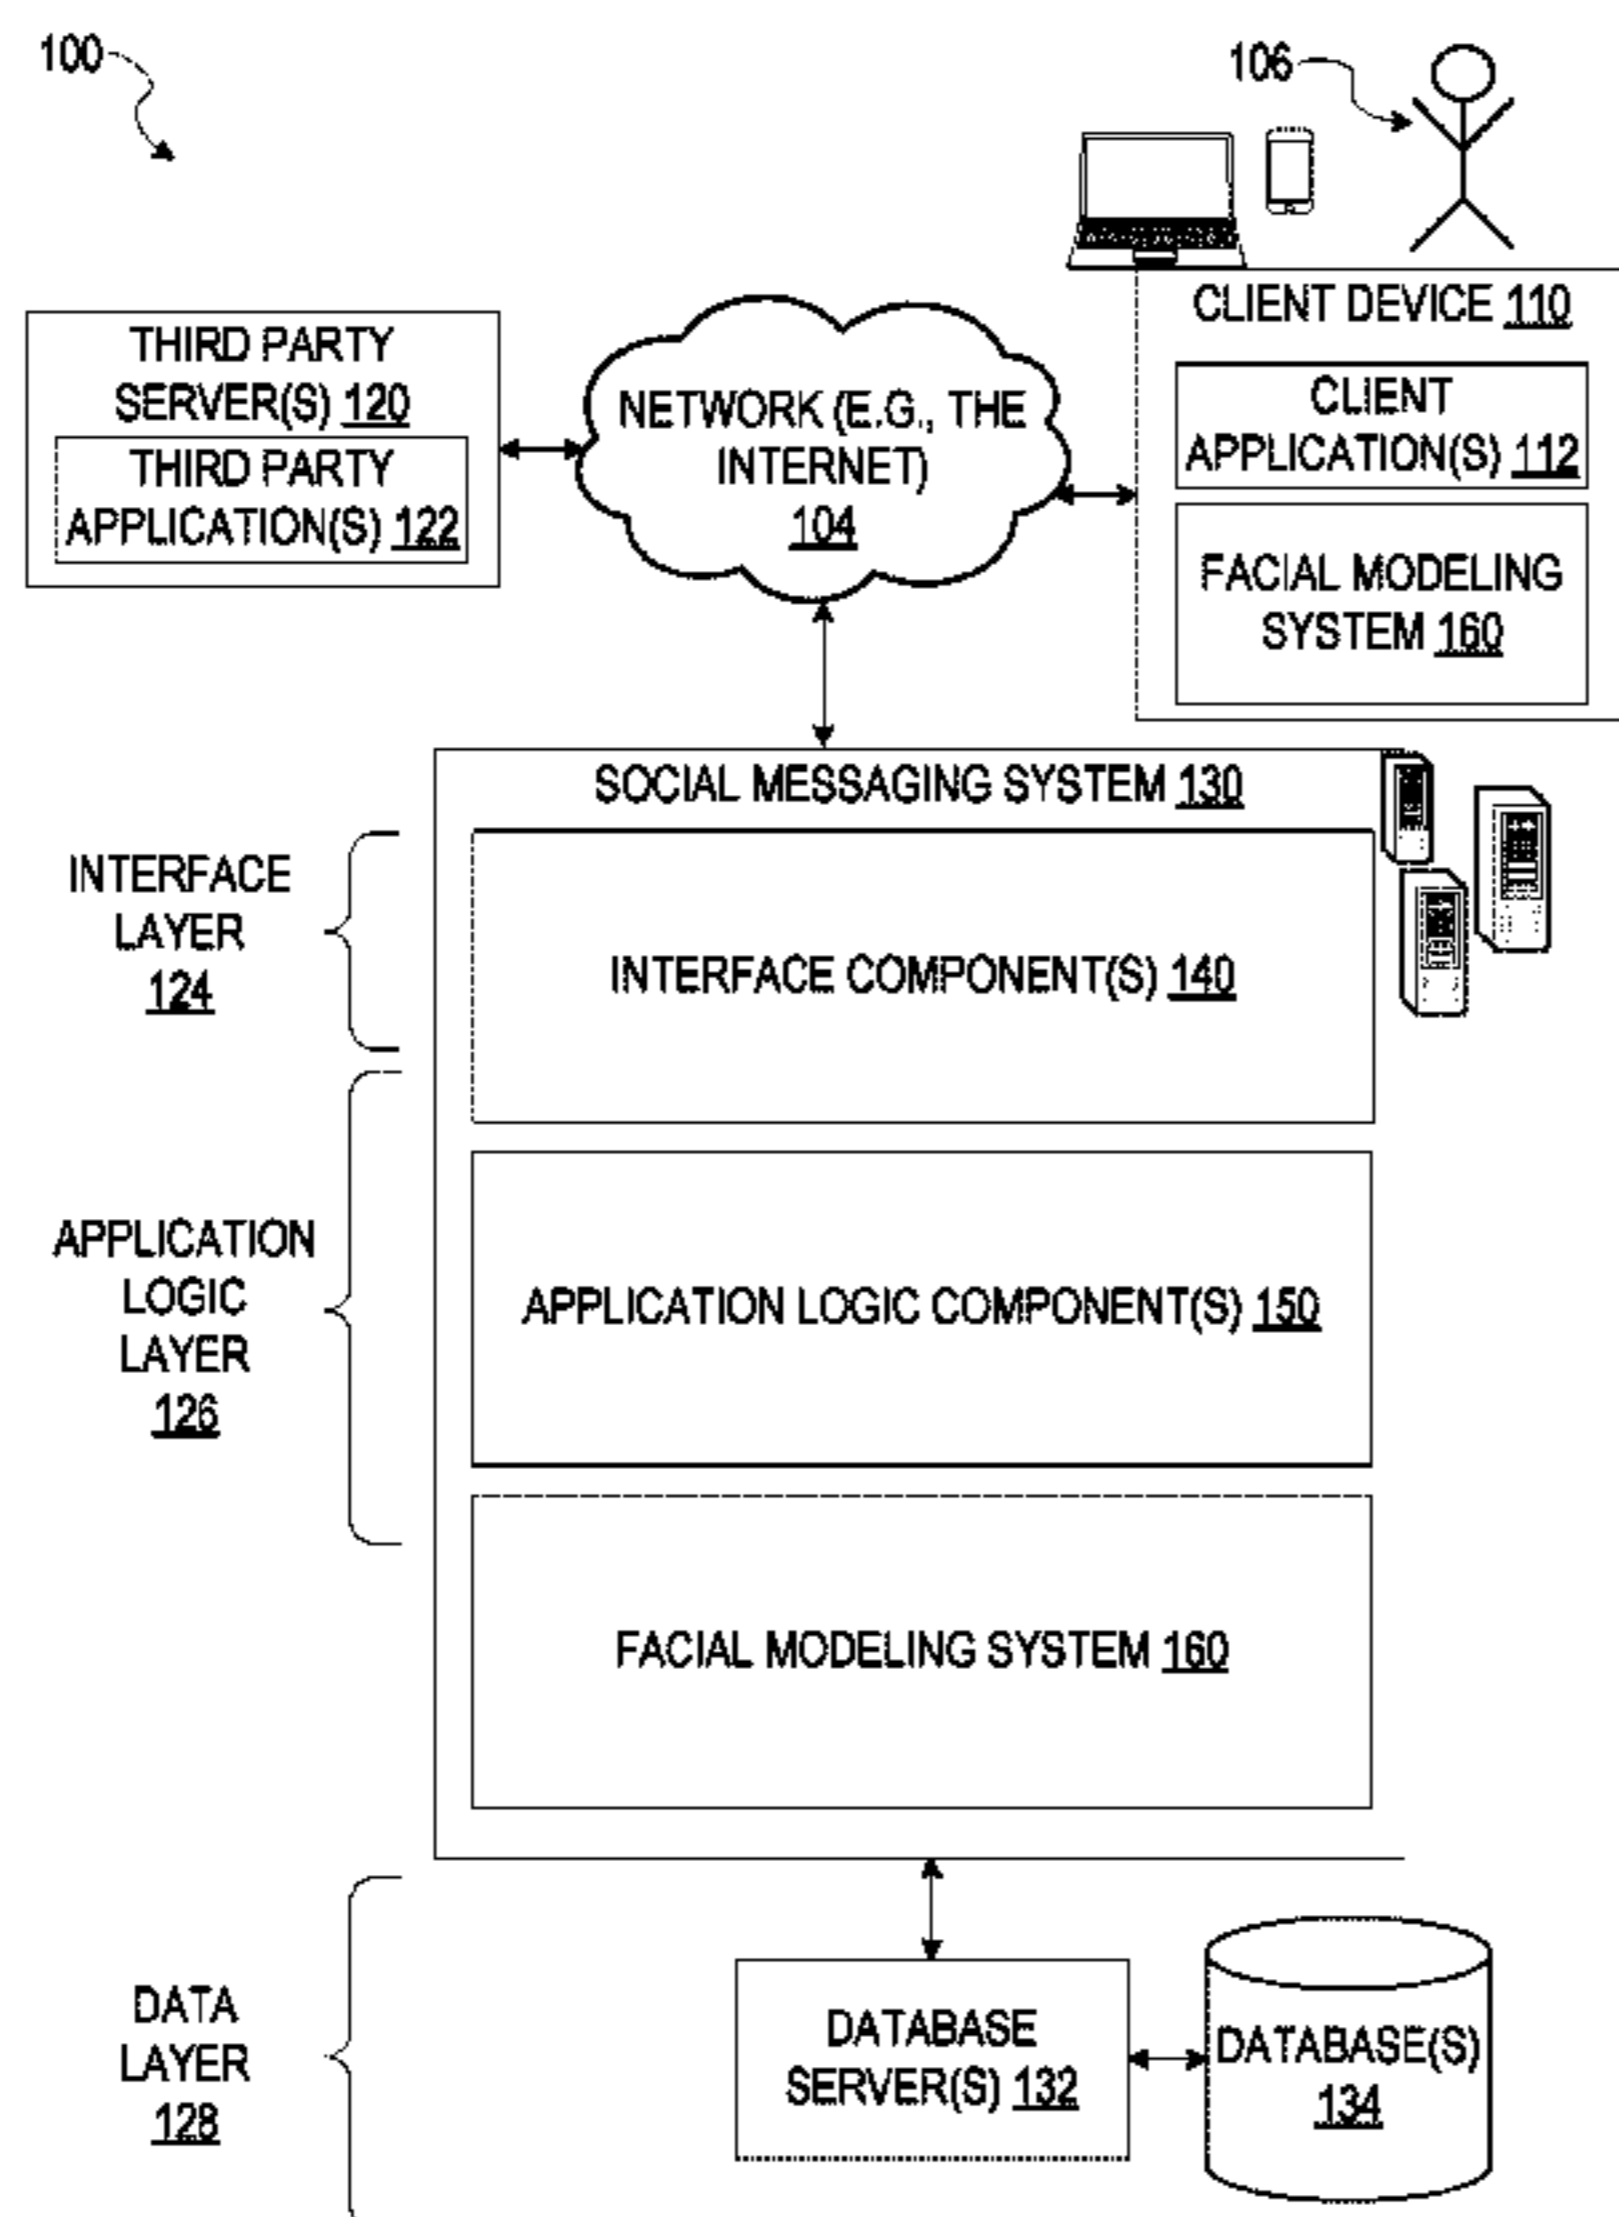 100
106
CLIENT DEVICE 110
CLIENT
APPLICATION(S) 112
FACIAL MODELING
SYSTEM 160
THIRD PARTY
SERVER(S) 120
THIRD PARTY
APPLICATION(S) 122
NETWORK (E.G., THE
INTERNET)
104
SOCIAL MESSAGING SYSTEM 130
INTERFACE
LAYER
124
INTERFACE COMPONENT(S) 140
APPLICATION
LOGIC
LAYER
126
APPLICATION LOGIC COMPONENT(S) 150
FACIAL MODELING SYSTEM 160
DATA
LAYER
128
DATABASE
SERVER(S) 132
DATABASE(S)
134